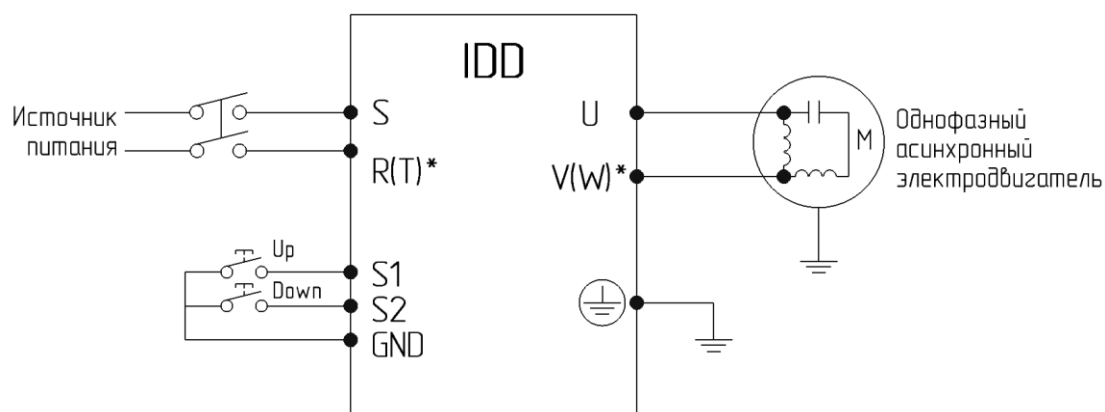 IDD
Источник
питания
S
R(T)*
U
V(W)*
M
Однофазный
асинхронный
электродвигатель
Up
Down
S1
S2
GND